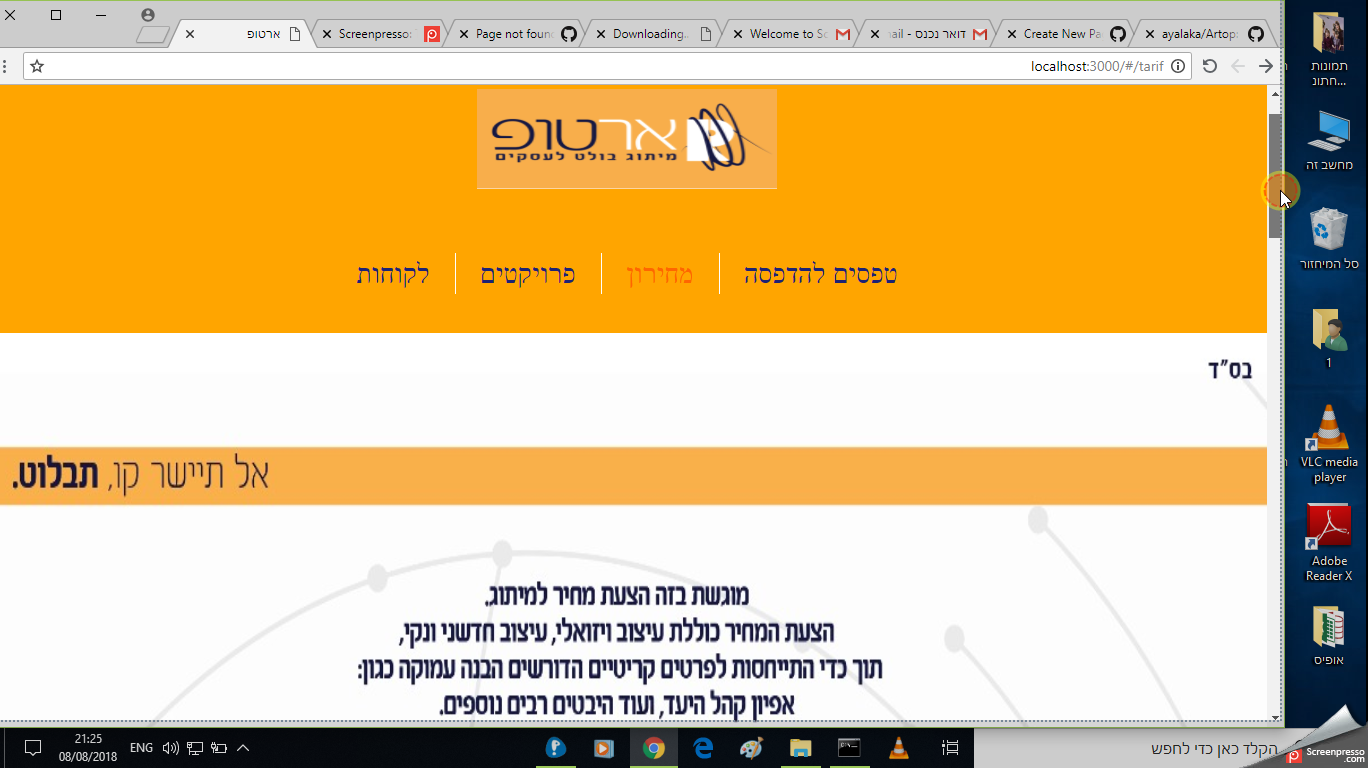 ארטופ
Screenpresso:
Page not foun
Downloading..
Welcome to Sc
דואר נכנס - ail
Create New Pa
ayalaka/Artop:
localhost:3000/#/tarif
ארטופ
מיתוג בולט לעסקים
טפסים להדפסה
מחירון
פרויקטים
לקוחות
בס"ד
אל תיישר קו, תבלוט.
מוגשת בזה הצעת מחיר למיתוג.
הצעת המחיר כוללת עיצוב ויזואלי, עיצוב חדשני ונקי,
תוך כדי התייחסות לפרטים קריטיים הדורשים הבנה עמוקה כגון:
אפיון קהל היעד, ועוד היבטים רבים נוספים.
תמונות
חתונ...
מחשב זה
סל המיחזור
1
VLC media
player
Adobe
Reader X
אופיס
הקלד כאן כדי לחפש
ENG
21:25
08/08/2018
Screenpresso
.com